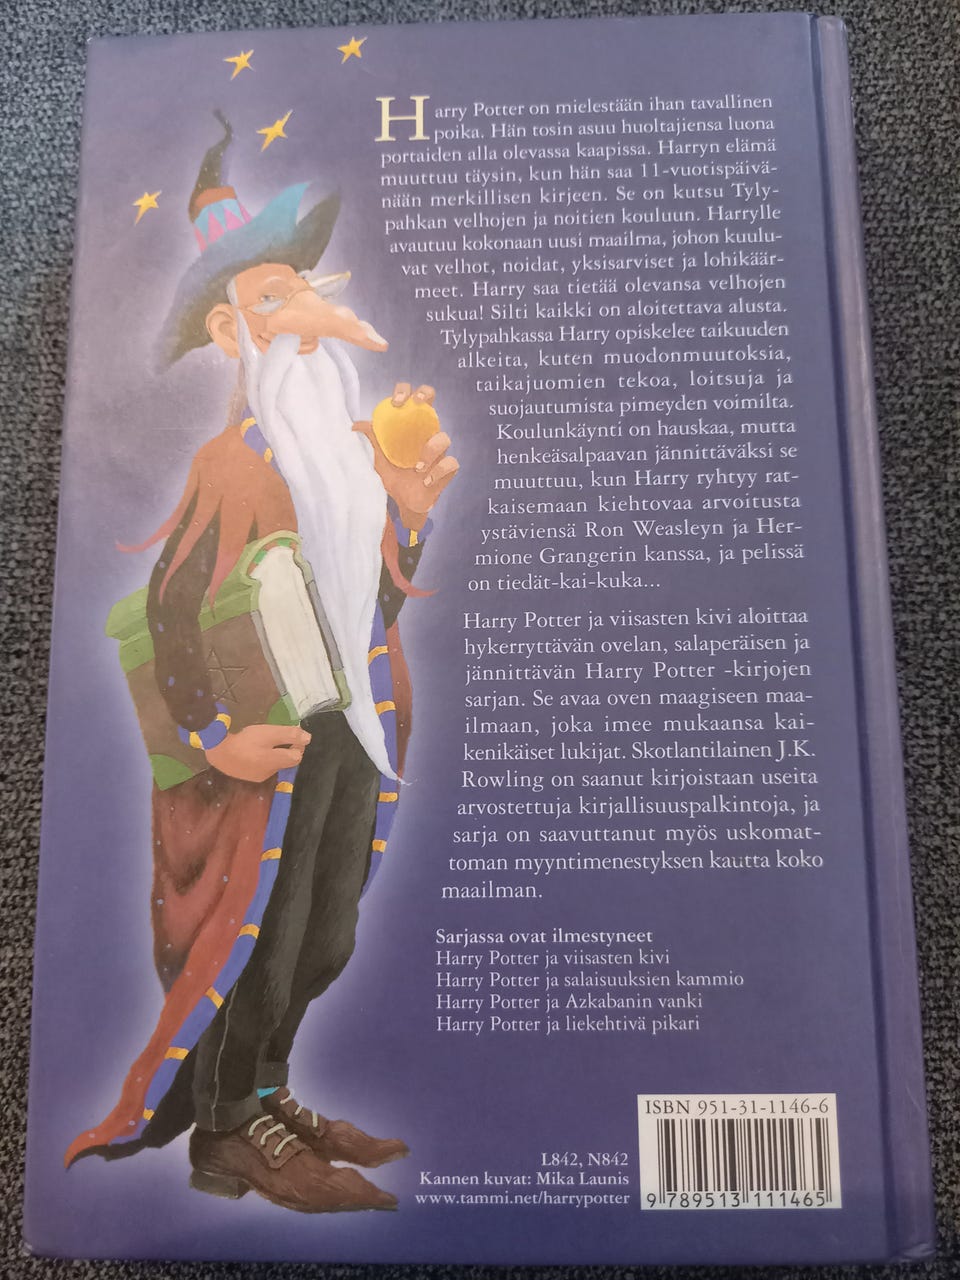 Harry Potter on mielestään ihan tavallinen
poika. Hän tosin asuu huoltajiensa luona
portaiden alla olevassa kaapissa. Harryn elämä
muuttuu täysin, kun hän saa 11-vuotispäivä-
nään merkillisen kirjeen. Se on kutsu Tyly-
pahkan velhojen ja noitien kouluun. Harrylle
avautuu kokonaan uusi maailma, johon kuulu-
vat velhot, noidat, yksisarviset ja lohikäär-
meet. Harry saa tietää olevansa velhojen
sukua! Silti kaikki on aloitettava alusta.
Tylypahkassa Harry opiskelee taikuuden
alkeita, kuten muodonmuutoksia,
taikajuomien tekoa, loitsuja ja
suojautumista pimeyden voimilta.
Koulunkäynti on hauskaa, mutta
henkeäsalpaavan jännittäväksi se
muuttuu, kun Harry ryhtyy rat-
kaisemaan kiehtovaa arvoitusta
ystäviensä Ron Weasleyn ja Her-
mione Grangerin kanssa, ja pelissä
on tiedät-kai-kuka...
Harry Potter ja viisasten kivi aloittaa
hykerryttävän ovelan, salaperäisen ja
jännittävän Harry Potter -kirjojen
sarjan. Se avaa oven maagiseen maa-
ilmaan, joka imee mukaansa kai-
kenikäiset lukijat. Skotlantilainen J.K.
Rowling on saanut kirjoistaan useita
arvostettuja kirjallisuuspalkintoja, ja
sarja on saavuttanut myös uskomat-
toman myyntimenestyksen kautta koko
maailman.
Sarjassa ovat ilmestyneet
Harry Potter ja viisasten kivi
Harry Potter ja salaisuuksien kammio
Harry Potter ja Azkabanin vanki
Harry Potter ja liekehtivä pikari
ISBN 951-31-1146-6
L842, N842
Kannen kuvat: Mika Launis
www.tammi.net/harrypotter
9 789513 111465